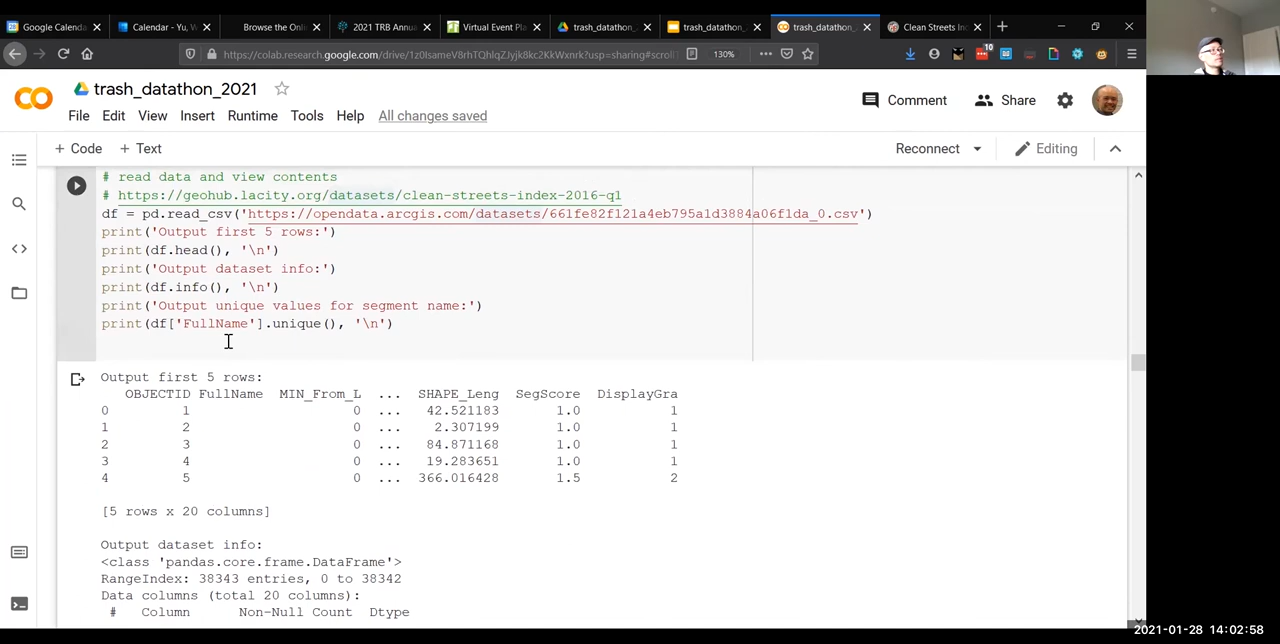 Google Calendar
Calendar - Yu, W
Browse the Onli
2021 TRB Annua
Virtual Event Pla
trash_datathon_
trash_datathon_
trash_datathon_
Clean Streets Ind
https://colab.research.google.com/drive/1z0IsameV8rhTQhlqZJyjk8kc2KkWxnrk?usp=sharing#scroll
130%
10
CO
trash_datathon_2021
File Edit View Insert Runtime Tools Help All changes saved
Comment
Share
+ Code + Text
Reconnect
Editing
# read data and view contents
# https://geohub.lacity.org/datasets/clean-streets-index-2016-q1
df = pd.read_csv('https://opendata.arcgis.com/datasets/661fe82f121a4eb795a1d3884a06f1da_0.csv')
print('Output first 5 rows:')
print(df.head(), '\n')
print('Output dataset info:')
print(df.info(), '\n')
print('Output unique values for segment name:')
print(df['FullName'].unique(), '\n')
Output first 5 rows:
OBJECTID FullName MIN_From_L ... SHAPE_Leng SegScore DisplayGra
0 1 0 ... 42.521183 1.0 1
1 2 0 ... 2.307199 1.0 1
2 3 0 ... 84.871168 1.0 1
3 4 0 ... 19.283651 1.0 1
4 5 0 ... 366.016428 1.5 2
[5 rows x 20 columns]
Output dataset info:
<class 'pandas.core.frame.DataFrame'>
RangeIndex: 38343 entries, 0 to 38342
Data columns (total 20 columns):
# Column Non-Null Count Dtype
2021-01-28 14:02:58